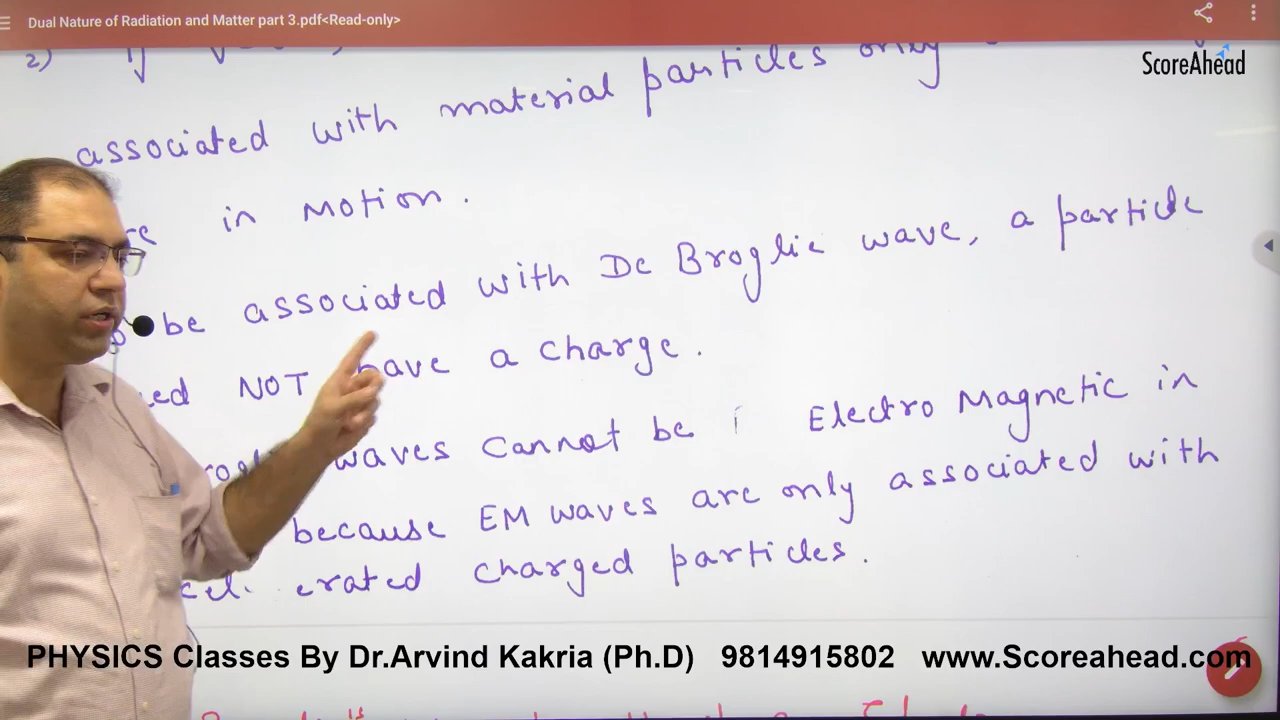 Dual Nature of Radiation and Matter part 3.pdf<Read-only>
ScoreAhead
2) If
associated with material particles only
in motion.
be associated with De Broglie wave, a particle
NOT have a charge.
waves cannot be Electro Magnetic in
because EM waves are only associated with
erated charged particles.
PHYSICS Classes By Dr.Arvind Kakria (Ph.D) 9814915802 www.Scoreahead.com